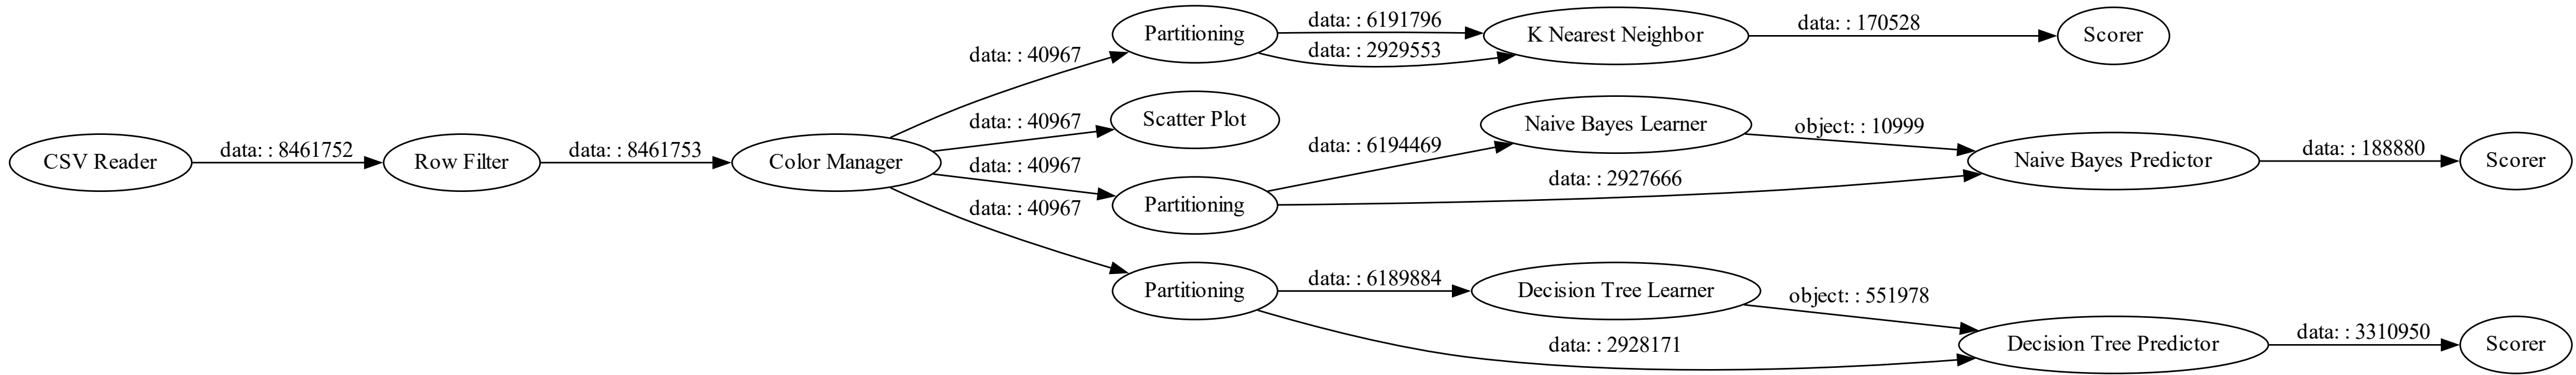 CSV Reader
data: : 8461752
Row Filter
data: : 8461753
Color Manager
data: : 40967
data: : 40967
data: : 40967
data: : 40967
Partitioning
data: : 6191796
data: : 2929553
K Nearest Neighbor
data: : 170528
Scorer
Scatter Plot
Partitioning
data: : 6194469
Naive Bayes Learner
object: : 10999
data: : 2927666
Naive Bayes Predictor
data: : 188880
Scorer
Partitioning
data: : 6189884
Decision Tree Learner
object: : 551978
data: : 2928171
Decision Tree Predictor
data: : 3310950
Scorer